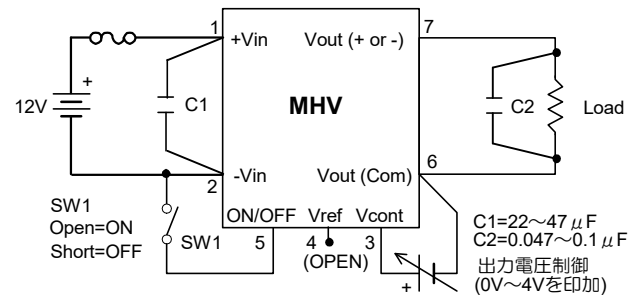 1
+Vin
Vout (+ or -)
7
+
12V
C1
MHV
C2
Load
-Vin
2
Vout (Com)
6
SW1
Open=ON
Short=OFF
SW1
ON/OFF
Vref
Vcont
5
4
3
(OPEN)
+
C1=22～47μF
C2=0.047～0.1μF
出力電圧制御
(0V～4Vを印加)